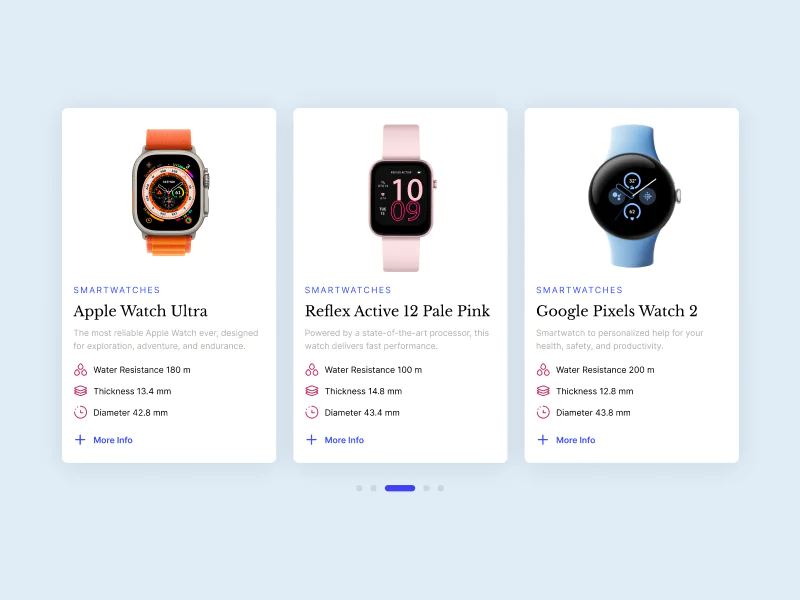 SMARTWATCHES
Apple Watch Ultra
The most reliable Apple Watch ever, designed
for exploration, adventure, and endurance.
Water Resistance 180 m
Thickness 13.4 mm
Diameter 42.8 mm
More Info
REFLEX ACTIVE
10
09
TUE
SMARTWATCHES
Reflex Active 12 Pale Pink
Powered by a state-of-the-art processor, this
watch delivers fast performance.
Water Resistance 100 m
Thickness 14.8 mm
Diameter 43.4 mm
More Info
32°
62
SMARTWATCHES
Google Pixels Watch 2
Smartwatch to personalized help for your
health, safety, and productivity.
Water Resistance 200 m
Thickness 12.8 mm
Diameter 43.8 mm
More Info